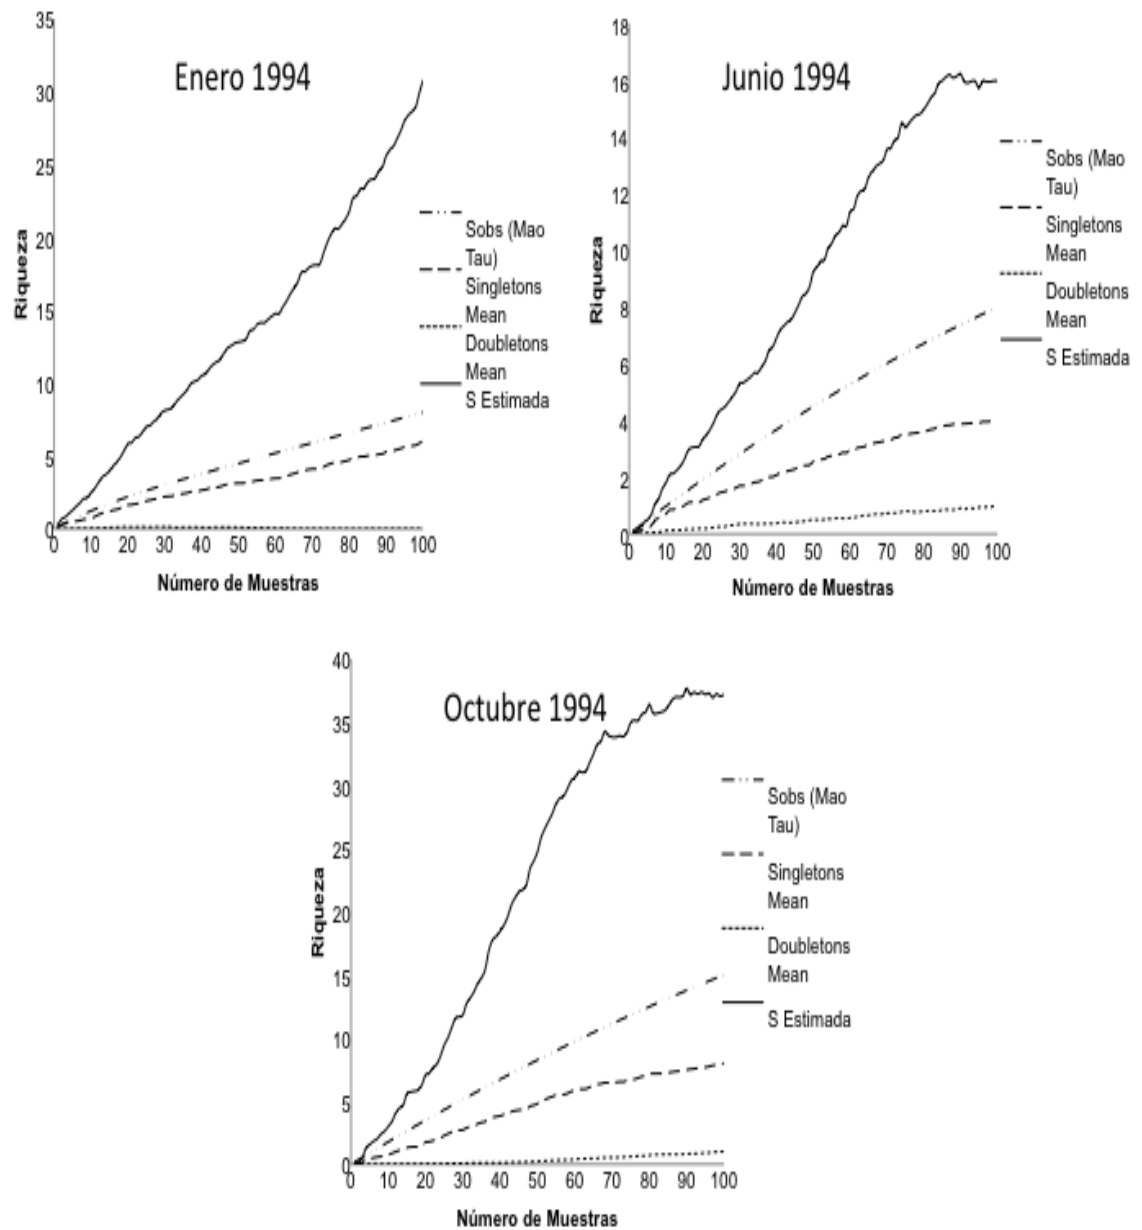 Enero 1994
35
30
25
20
15
10
5
0
Riqueza
0 10 20 30 40 50 60 70 80 90 100
Número de Muestras
Sobs (Mao
Tau)
Singletons
Mean
Doubletons
Mean
S Estimada
Junio 1994
18
16
14
12
10
8
6
4
2
0
Riqueza
0 10 20 30 40 50 60 70 80 90 100
Número de Muestras
Sobs (Mao
Tau)
Singletons
Mean
Doubletons
Mean
S Estimada
Octubre 1994
40
35
30
25
20
15
10
5
0
Riqueza
0 10 20 30 40 50 60 70 80 90 100
Número de Muestras
Sobs (Mao
Tau)
Singletons
Mean
Doubletons
Mean
S Estimada